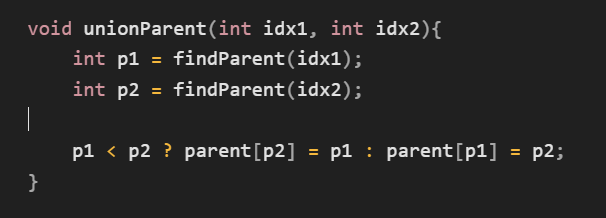 void unionParent(int idx1, int idx2){
    int p1 = findParent(idx1);
    int p2 = findParent(idx2);
    p1 < p2 ? parent[p2] = p1 : parent[p1] = p2;
}